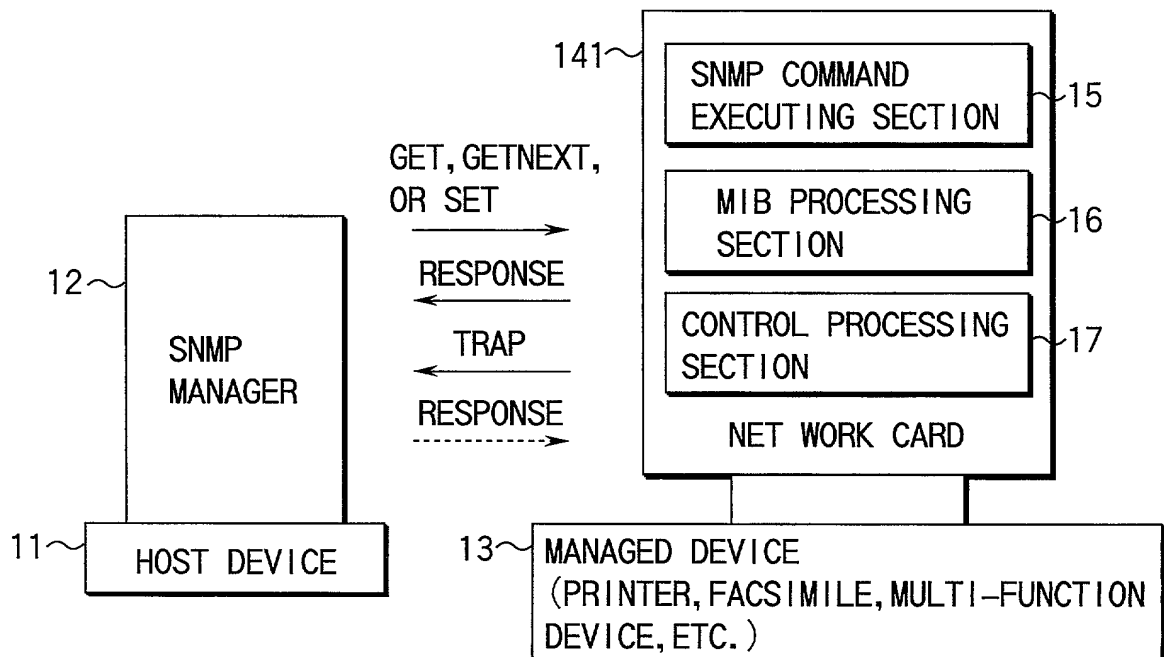 141
SNMP COMMAND
EXECUTING SECTION
15
GET, GETNEXT,
OR SET
MIB PROCESSING
SECTION
16
12
RESPONSE
SNMP
MANAGER
TRAP
CONTROL PROCESSING
SECTION
17
RESPONSE
NET WORK CARD
11
HOST DEVICE
13
MANAGED DEVICE
(PRINTER, FACSIMILE, MULTI-FUNCTION
DEVICE, ETC.)